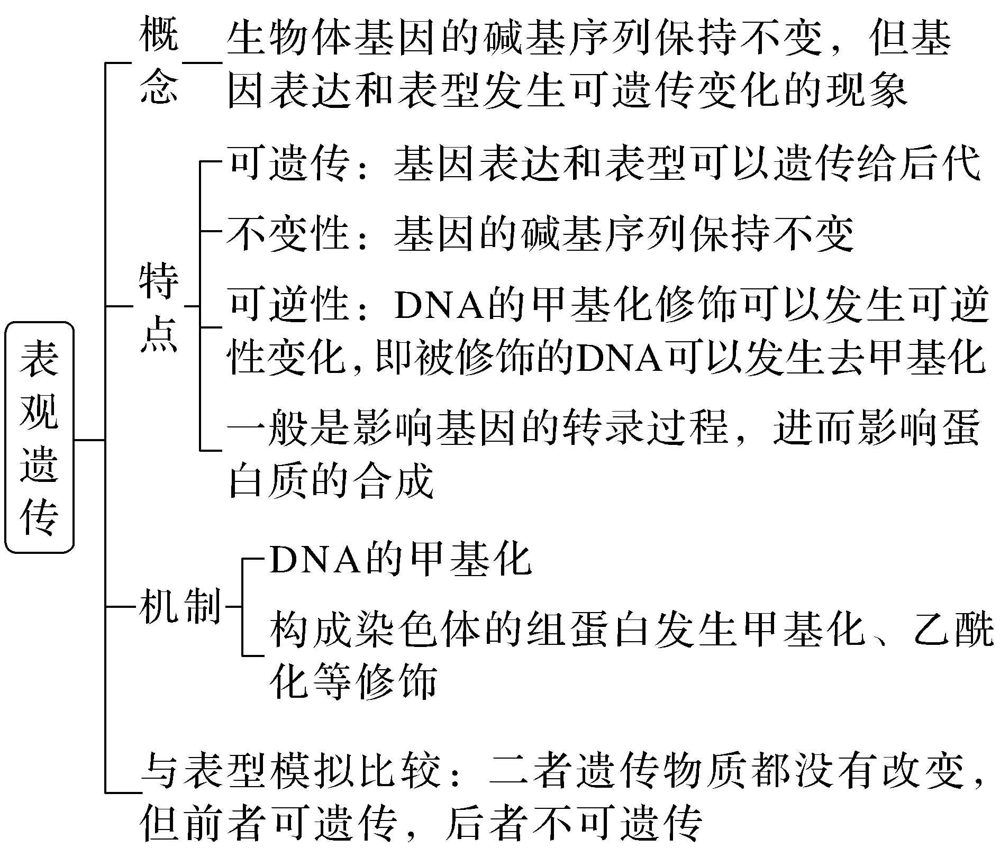 表观遗传
概念
生物体基因的碱基序列保持不变，但基
因表达和表型发生可遗传变化的现象
特点
可遗传：基因表达和表型可以遗传给后代
不变性：基因的碱基序列保持不变
可逆性：DNA的甲基化修饰可以发生可逆
性变化，即被修饰的DNA可以发生去甲基化
一般是影响基因的转录过程，进而影响蛋
白质的合成
机制
DNA的甲基化
构成染色体的组蛋白发生甲基化、乙酰
化等修饰
与表型模拟比较：二者遗传物质都没有改变，
但前者可遗传，后者不可遗传